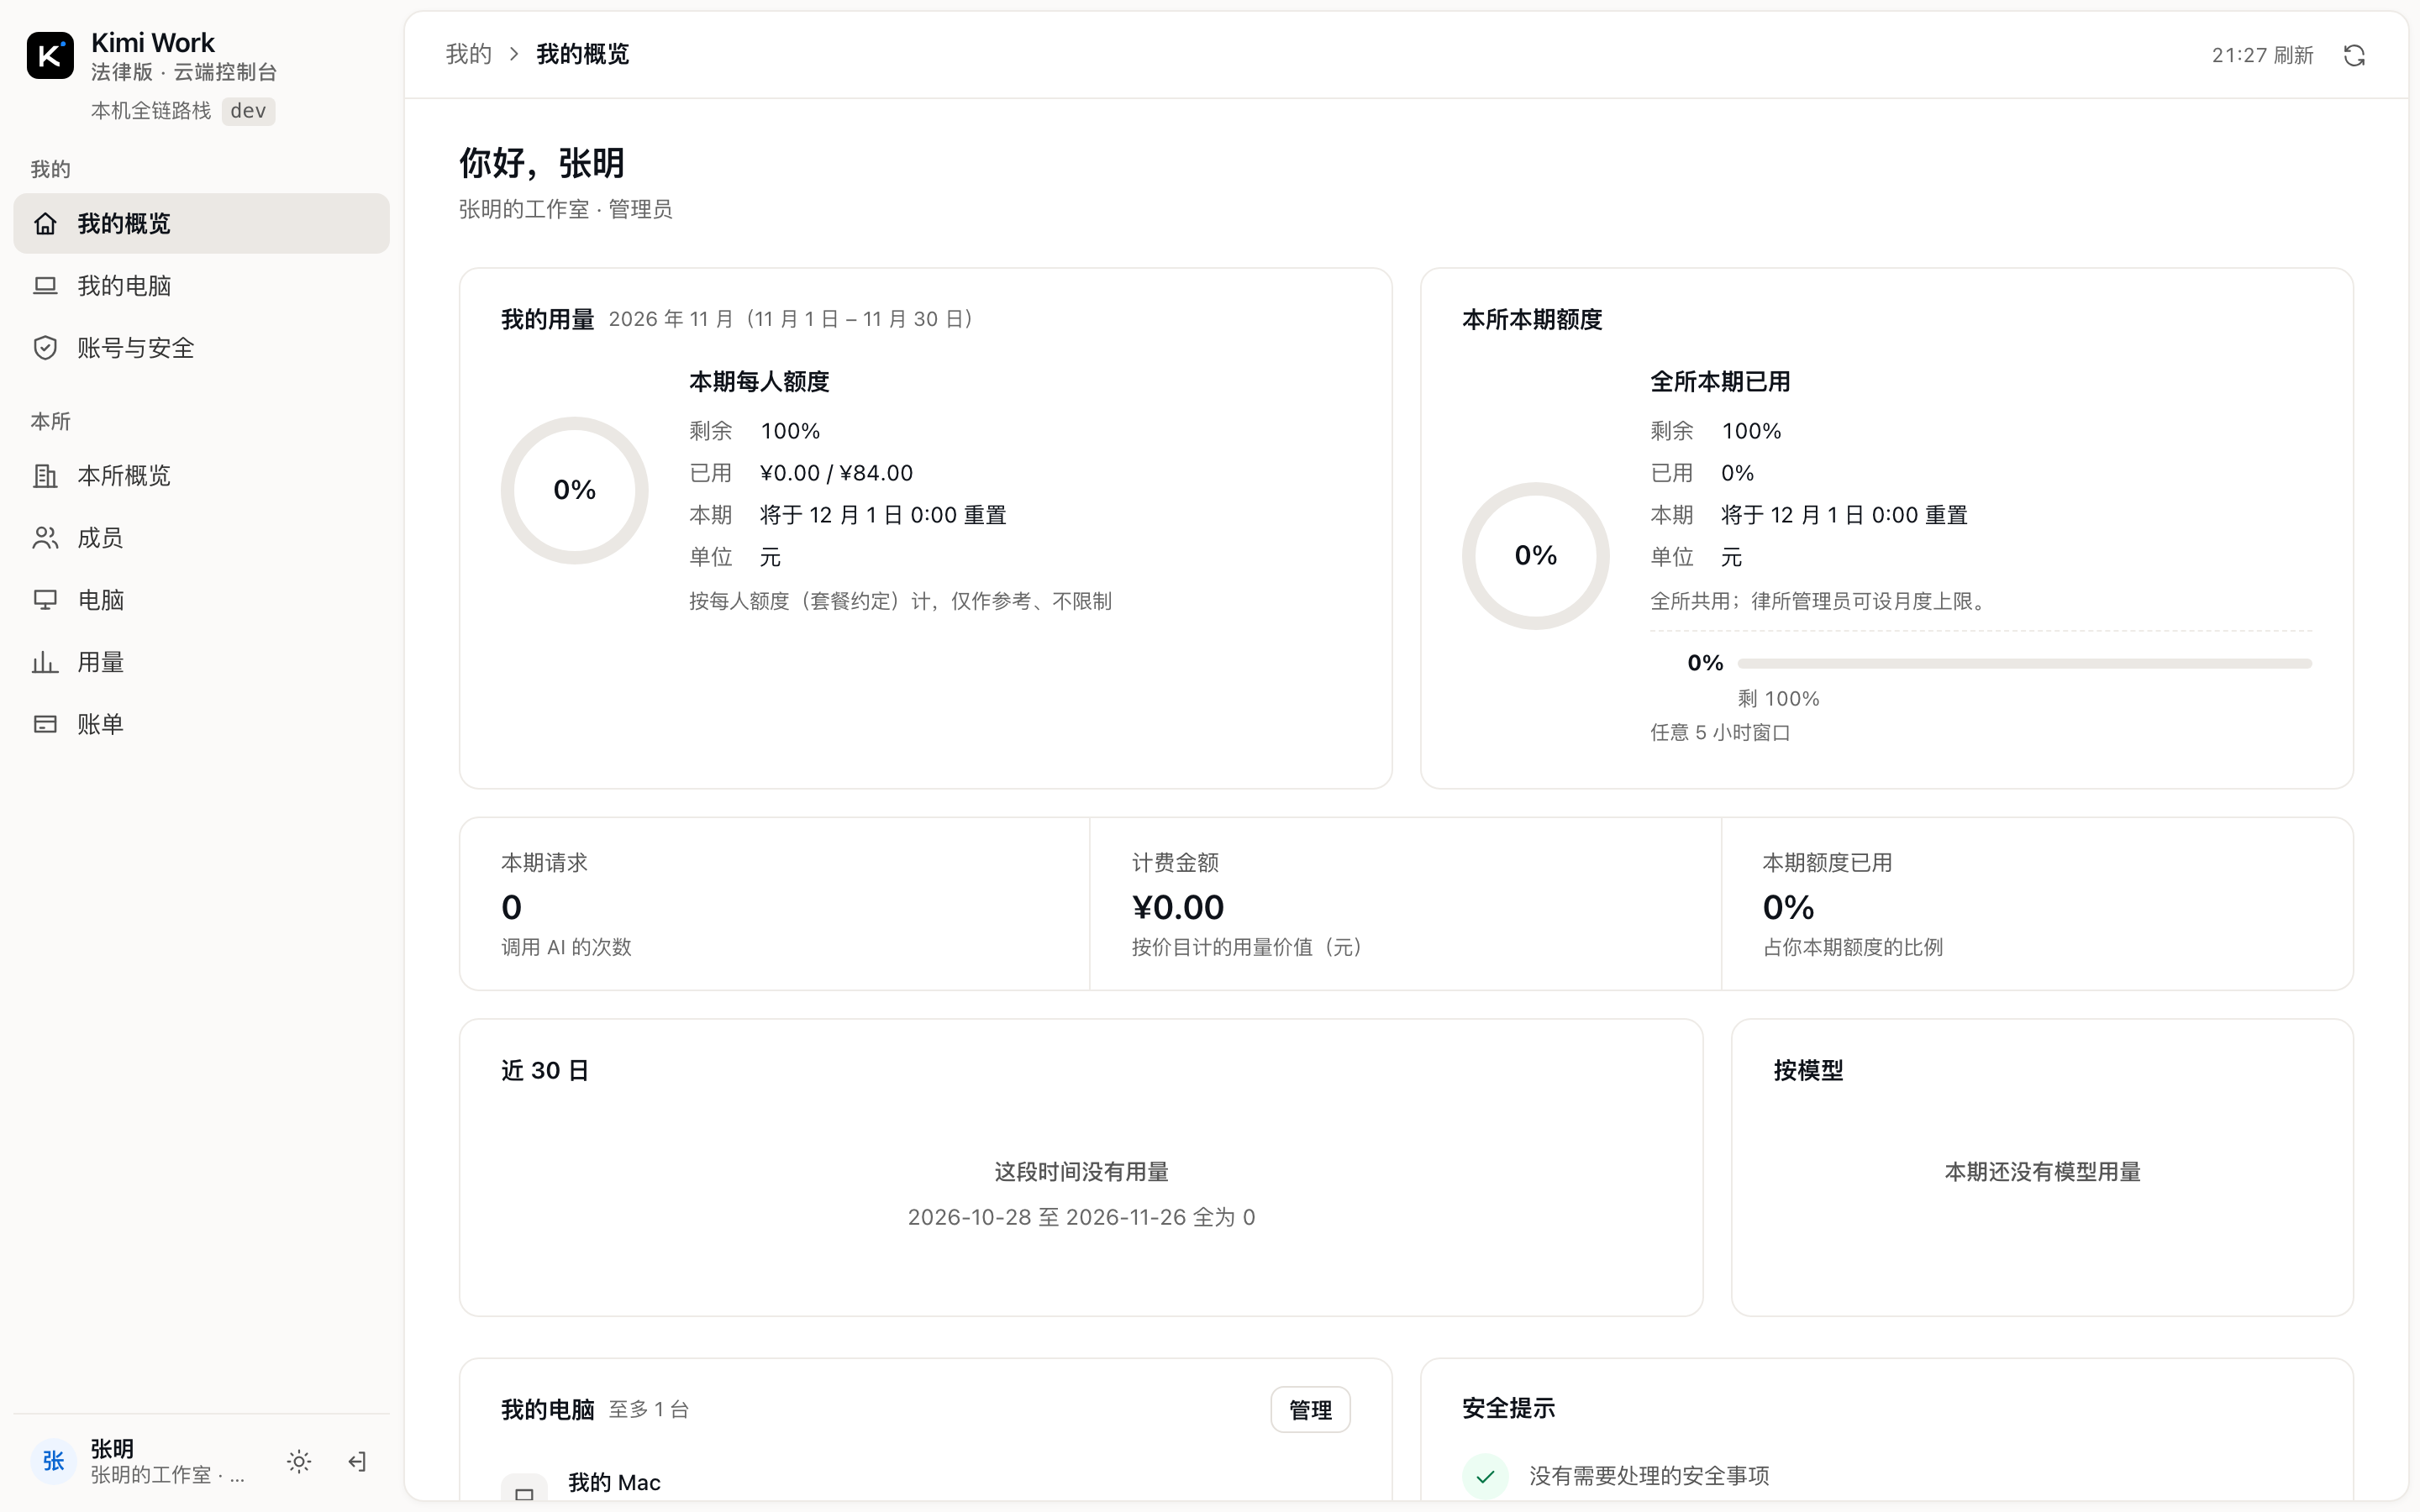 Kimi Work
法律版 · 云端控制台
本机全链路栈 dev
我的
我的概览
我的电脑
账号与安全
本所
本所概览
成员
电脑
用量
账单
张
张明
张明的工作室 · ...
我的 > 我的概览
21:27 刷新
你好，张明
张明的工作室 · 管理员
我的用量 2026 年 11 月（11 月 1 日 – 11 月 30 日）
0%
本期每人额度
剩余 100%
已用 ¥0.00 / ¥84.00
本期 将于 12 月 1 日 0:00 重置
单位 元
按每人额度（套餐约定）计，仅作参考、不限制
本所本期额度
0%
全所本期已用
剩余 100%
已用 0%
本期 将于 12 月 1 日 0:00 重置
单位 元
全所共用；律所管理员可设月度上限。
0%
剩 100%
任意 5 小时窗口
本期请求
0
调用 AI 的次数
计费金额
¥0.00
按价目计的用量价值（元）
本期额度已用
0%
占你本期额度的比例
近 30 日
这段时间没有用量
2026-10-28 至 2026-11-26 全为 0
按模型
本期还没有模型用量
我的电脑 至多 1 台
管理
我的 Mac
安全提示
没有需要处理的安全事项